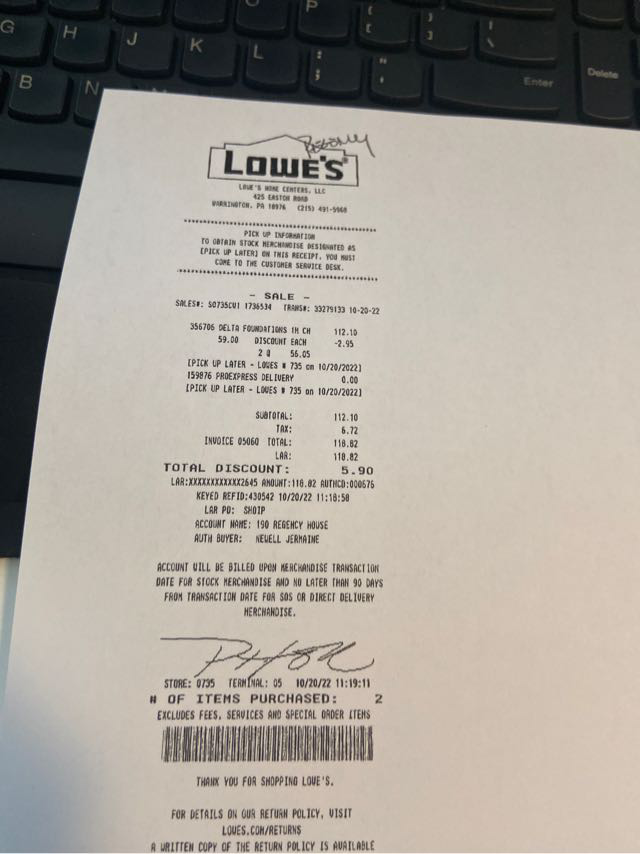 P
G
H
J
K
L
B
N
Enter
Delete
Regency
LOWE'S
LOWE'S HOME CENTERS, LLC
425 EASTON ROAD
WARRINGTON, PA 18976 (215) 491-5968
PICK UP INFORMATION
TO OBTAIN STOCK MERCHANDISE DESIGNATED AS
[PICK UP LATER] ON THIS RECEIPT, YOU MUST
COME TO THE CUSTOMER SERVICE DESK.
- SALE -
SALES#: S0735CW1 1736534 TRANS#: 33279133 10-20-22
356706 DELTA FOUNDATIONS 1H CH 112.10
59.00 DISCOUNT EACH -2.95
2 @ 56.05
[PICK UP LATER - LOWES # 735 on 10/20/2022]
159876 PROEXPRESS DELIVERY 0.00
[PICK UP LATER - LOWES # 735 on 10/20/2022]
SUBTOTAL: 112.10
TAX: 6.72
INVOICE 05060 TOTAL: 118.82
LAR: 118.82
TOTAL DISCOUNT: 5.90
LAR:XXXXXXXXXXXX2645 AMOUNT:118.82 AUTHCD:000676
KEYED REFID:430542 10/20/22 11:18:58
LAR PO: SHOIP
ACCOUNT NAME: 190 REGENCY HOUSE
AUTH BUYER: NEWELL JERMAINE
ACCOUNT WILL BE BILLED UPON MERCHANDISE TRANSACTION
DATE FOR STOCK MERCHANDISE AND NO LATER THAN 90 DAYS
FROM TRANSACTION DATE FOR SOS OR DIRECT DELIVERY
MERCHANDISE.
STORE: 0735 TERMINAL: 05 10/20/22 11:19:11
# OF ITEMS PURCHASED: 2
EXCLUDES FEES, SERVICES AND SPECIAL ORDER ITEMS
THANK YOU FOR SHOPPING LOWE'S.
FOR DETAILS ON OUR RETURN POLICY, VISIT
LOWES.COM/RETURNS
A WRITTEN COPY OF THE RETURN POLICY IS AVAILABLE